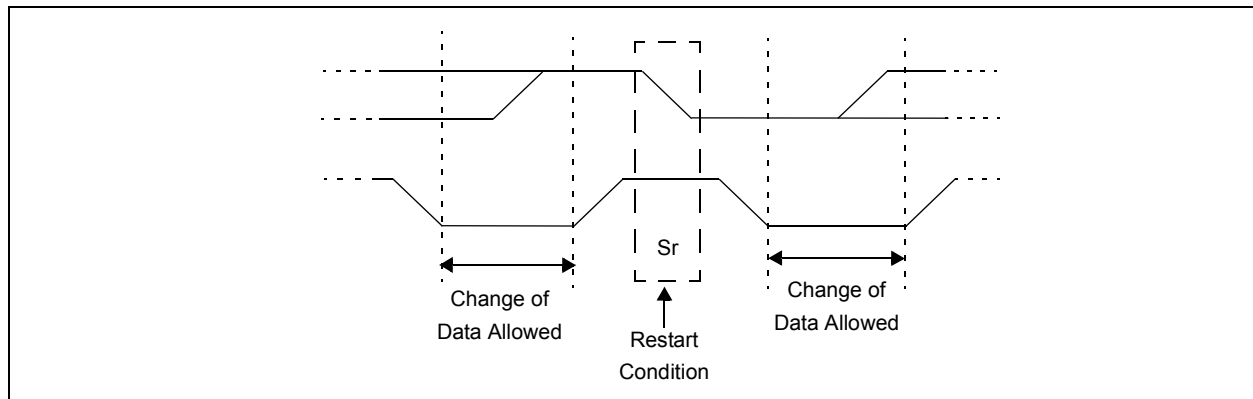 Sr
Change of
Data Allowed
Restart
Condition
Change of
Data Allowed